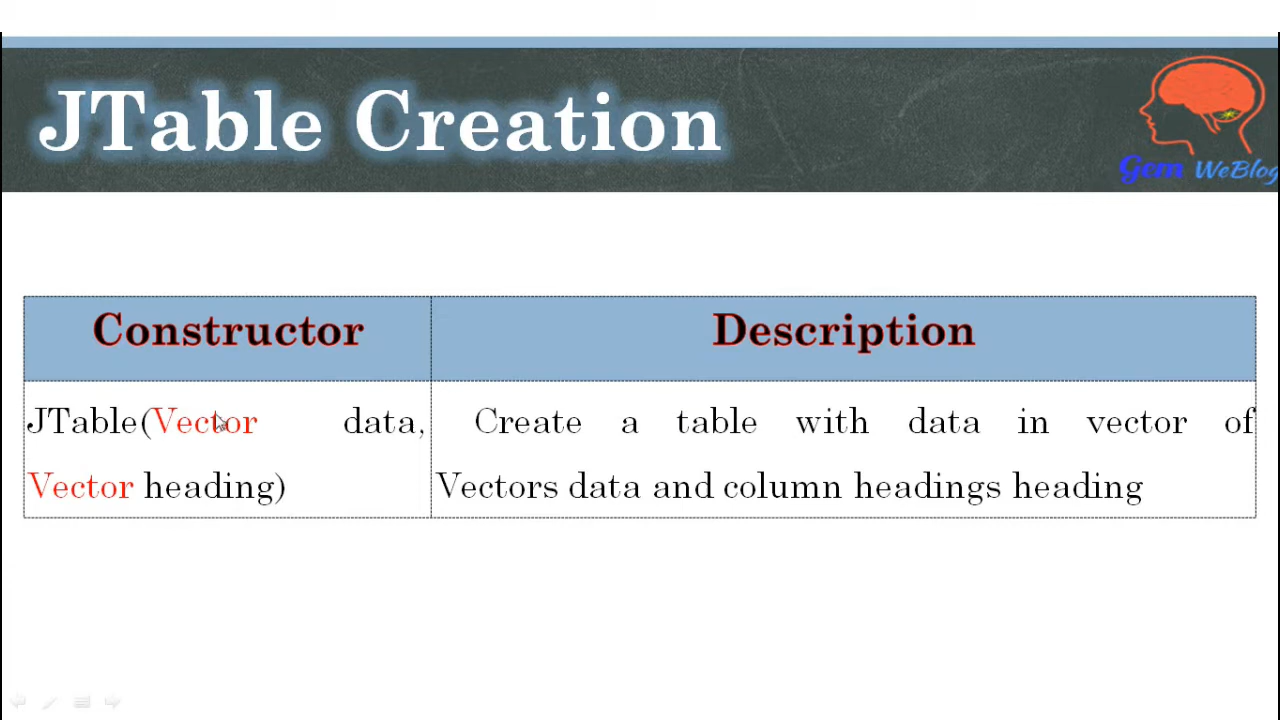 JTable Creation
Gcm WeBlog
Constructor
Description
JTable(Vector data,
Vector heading)
Create a table with data in vector of
Vectors data and column headings heading